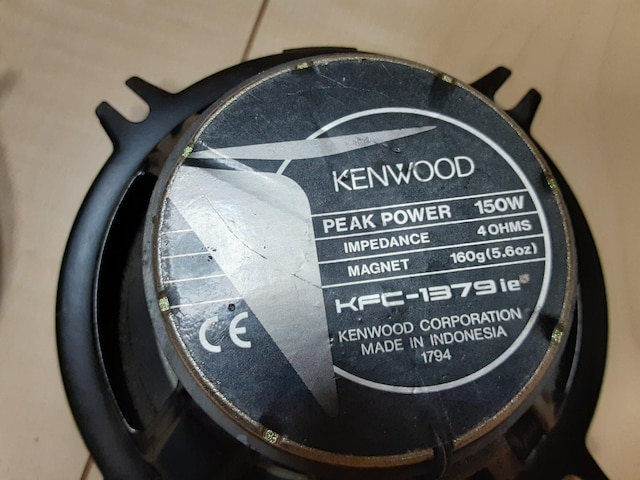 KENWOOD
PEAK POWER 150W
IMPEDANCE 4 OHMS
MAGNET 160g (5.6oz)
KFC-1379ie
CE
KENWOOD CORPORATION
MADE IN INDONESIA
1794